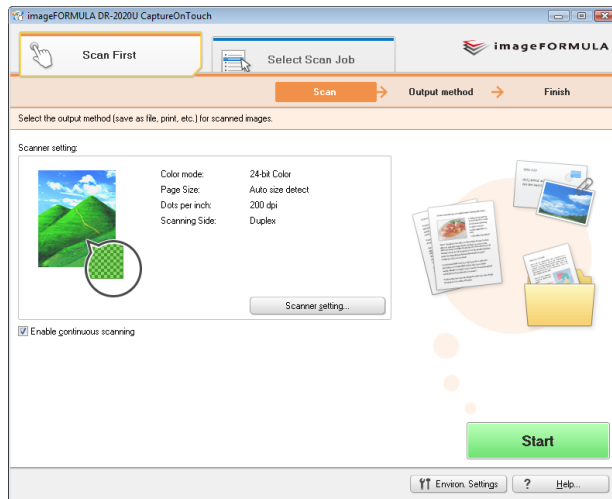 imageFORMULA DR-2020U CaptureOnTouch
Scan First
Select Scan Job
imageFORMULA
Scan
Output method
Finish
Select the output method (save as file, print, etc.) for scanned images.
Scanner setting:
Color mode: 24-bit Color
Page Size: Auto size detect
Dots per inch: 200 dpi
Scanning Side: Duplex
Scanner setting...
Enable continuous scanning
Start
Environ. Settings
? Help...